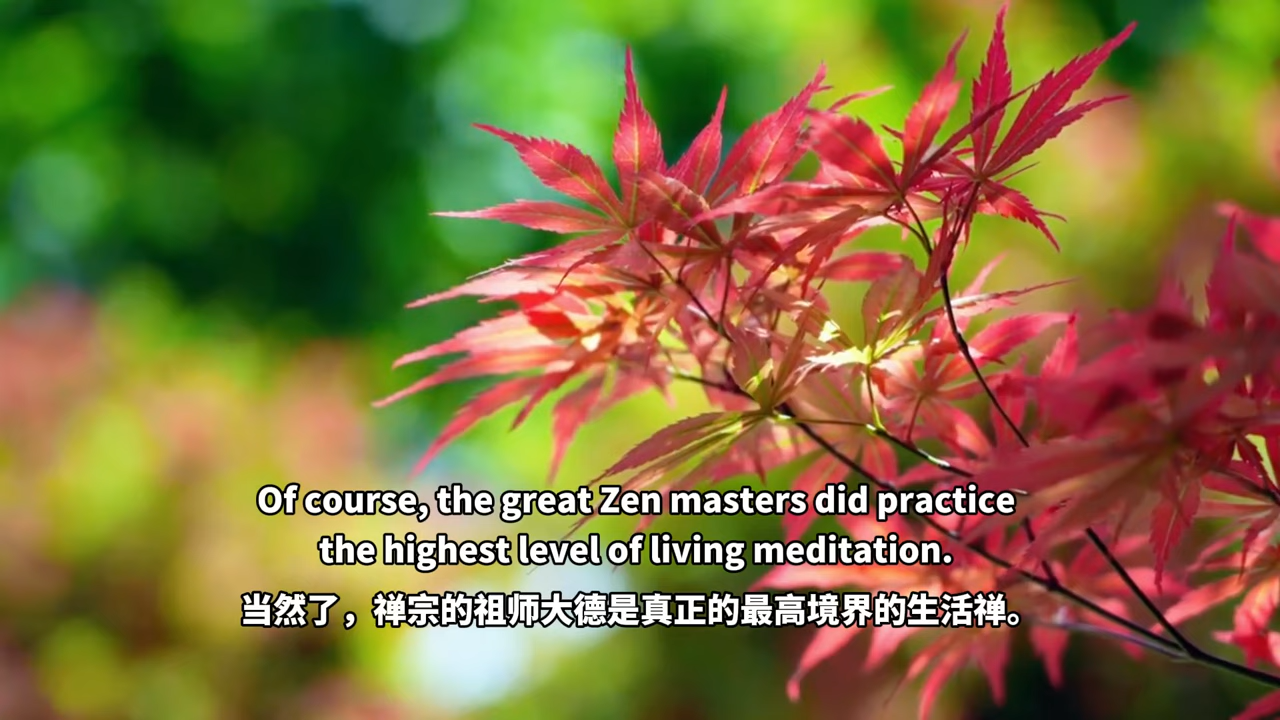 Of course, the great Zen masters did practice
the highest level of living meditation.
当然了，禅宗的祖师大德是真正的最高境界的生活禅。